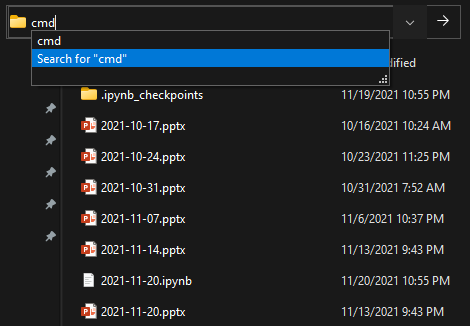 cmd
cmd
Search for "cmd"
dified
.ipynb_checkpoints 11/19/2021 10:55 PM
2021-10-17.pptx 10/16/2021 10:24 AM
2021-10-24.pptx 10/23/2021 11:25 PM
2021-10-31.pptx 10/31/2021 7:52 AM
2021-11-07.pptx 11/6/2021 10:37 PM
2021-11-14.pptx 11/13/2021 9:43 PM
2021-11-20.ipynb 11/20/2021 10:55 PM
2021-11-20.pptx 11/13/2021 9:43 PM